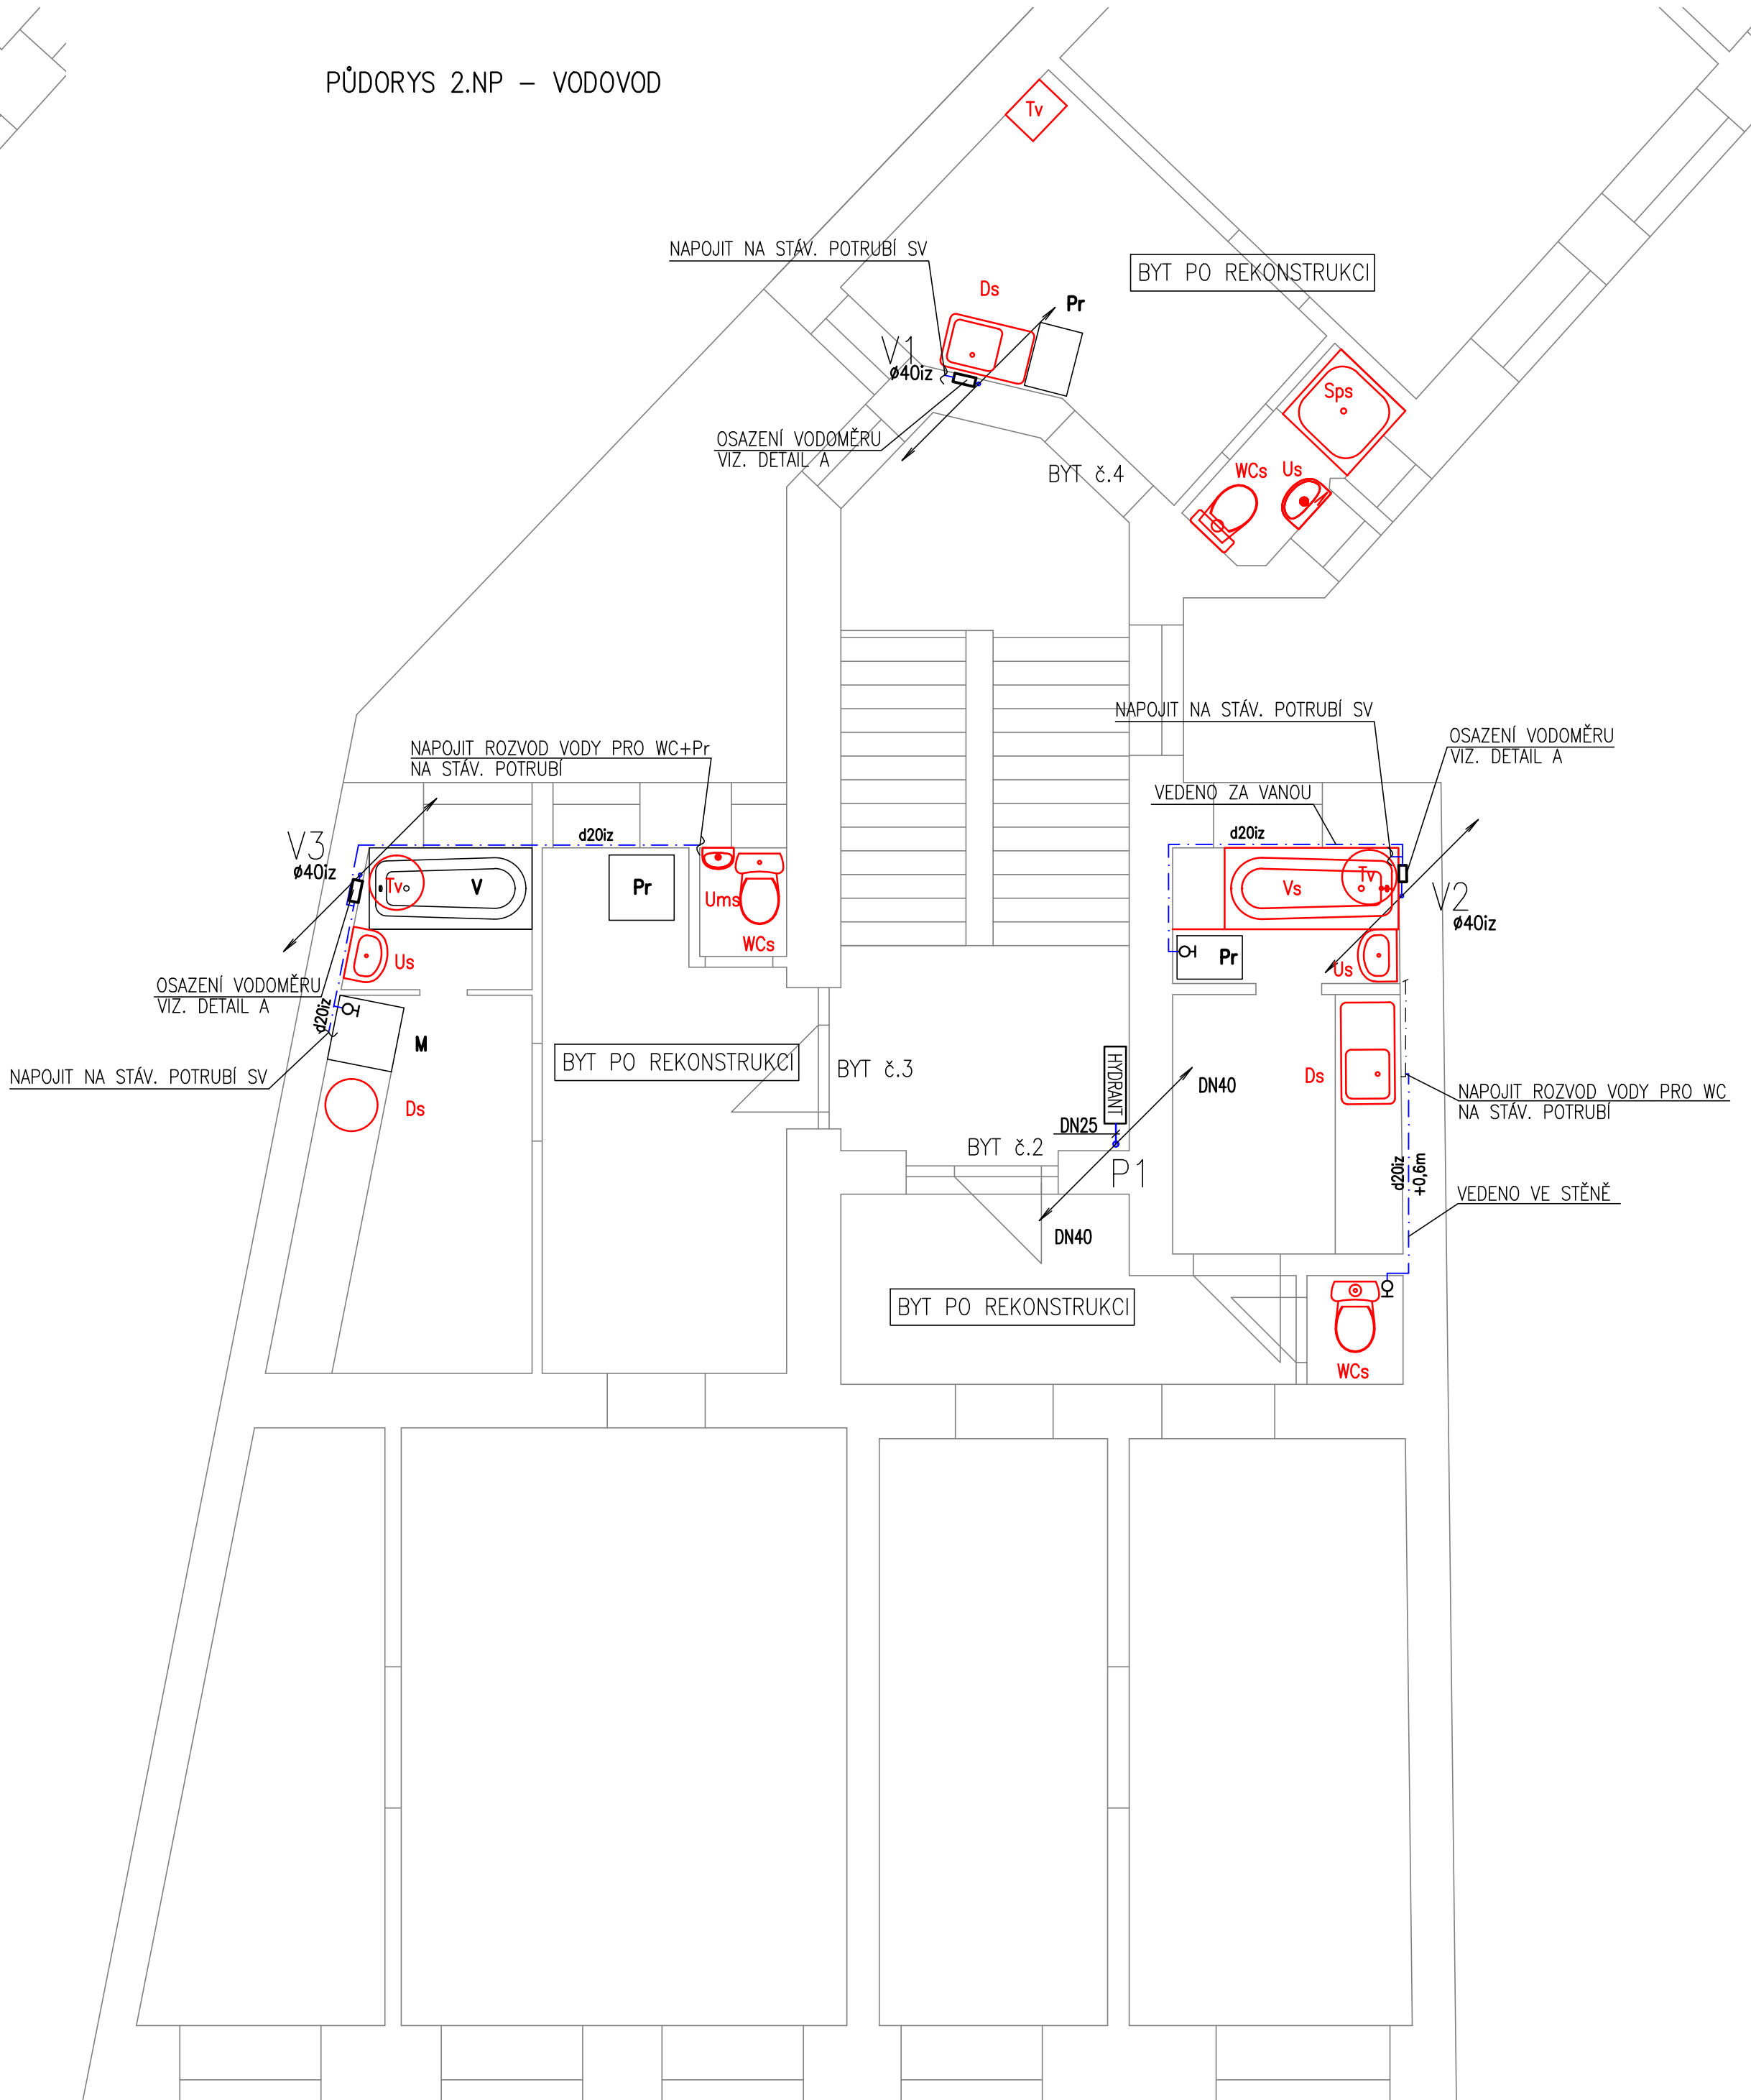 PŮDORYS 2.NP – VODOVOD
Tv
NAPOJIT NA STÁV. POTRUBÍ SV
BYT PO REKONSTRUKCI
Ds
Pr
V1
ø40iz
Sps
OSAZENÍ VODOMĚRU
VIZ. DETAIL A
BYT č.4
WCs
Us
NAPOJIT NA STÁV. POTRUBÍ SV
OSAZENÍ VODOMĚRU
VIZ. DETAIL A
NAPOJIT ROZVOD VODY PRO WC+Pr
NA STÁV. POTRUBÍ
VEDENO ZA VANOU
d20iz
d20iz
V3
ø40iz
Tv
V
Pr
Ums
WCs
Vs
Tv
V2
ø40iz
Us
Pr
Us
OSAZENÍ VODOMĚRU
VIZ. DETAIL A
d20iz
M
NAPOJIT NA STÁV. POTRUBÍ SV
BYT PO REKONSTRUKCI
BYT č.3
HYDRANT
DN40
Ds
Ds
NAPOJIT ROZVOD VODY PRO WC
NA STÁV. POTRUBÍ
DN25
BYT č.2
P1
d20iz
+0,6m
VEDENO VE STĚNĚ
DN40
BYT PO REKONSTRUKCI
WCs